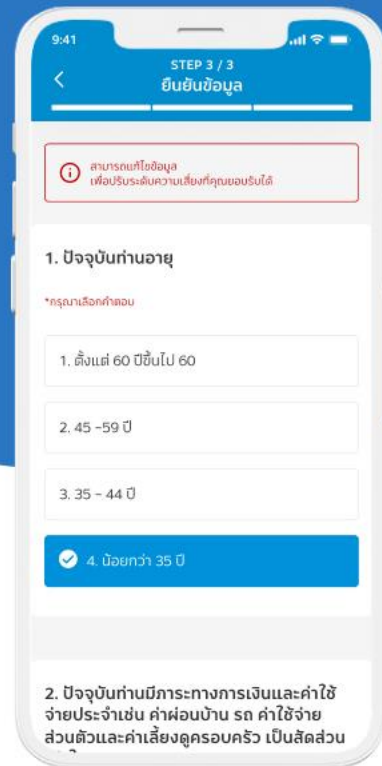 9:41
STEP 3 / 3
ยืนยันข้อมูล
สามารถแก้ไขข้อมูล
เพื่อปรับระดับความเสี่ยงที่คุณยอมรับได้
1. ปัจจุบันท่านอายุ
*กรุณาเลือกคำตอบ
1. ตั้งแต่ 60 ปีขึ้นไป 60
2. 45 -59 ปี
3. 35 - 44 ปี
4. น้อยกว่า 35 ปี
2. ปัจจุบันท่านมีภาระทางการเงินและค่าใช้
จ่ายประจำเช่น ค่าผ่อนบ้าน รถ ค่าใช้จ่าย
ส่วนตัวและค่าเลี้ยงดูครอบครัว เป็นสัดส่วน